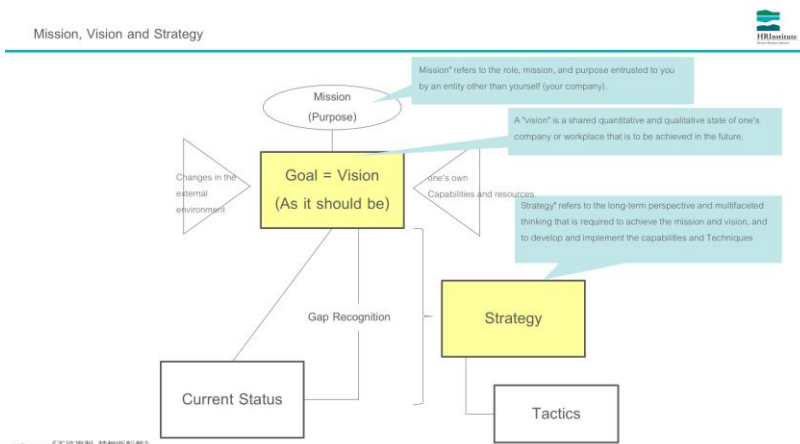 Mission, Vision and Strategy
HRInstitute
Mission" refers to the role, mission, and purpose entrusted to you
by an entity other than yourself (your company).
Mission
(Purpose)
A "vision" is a shared quantitative and qualitative state of one's
company or workplace that is to be achieved in the future.
Changes in the
external
environment
Goal = Vision
(As it should be)
one's own
Capabilities and resources
Strategy" refers to the long-term perspective and multifaceted
thinking that is required to achieve the mission and vision, and
to develop and implement the capabilities and Techniques
Gap Recognition
Strategy
Current Status
Tactics